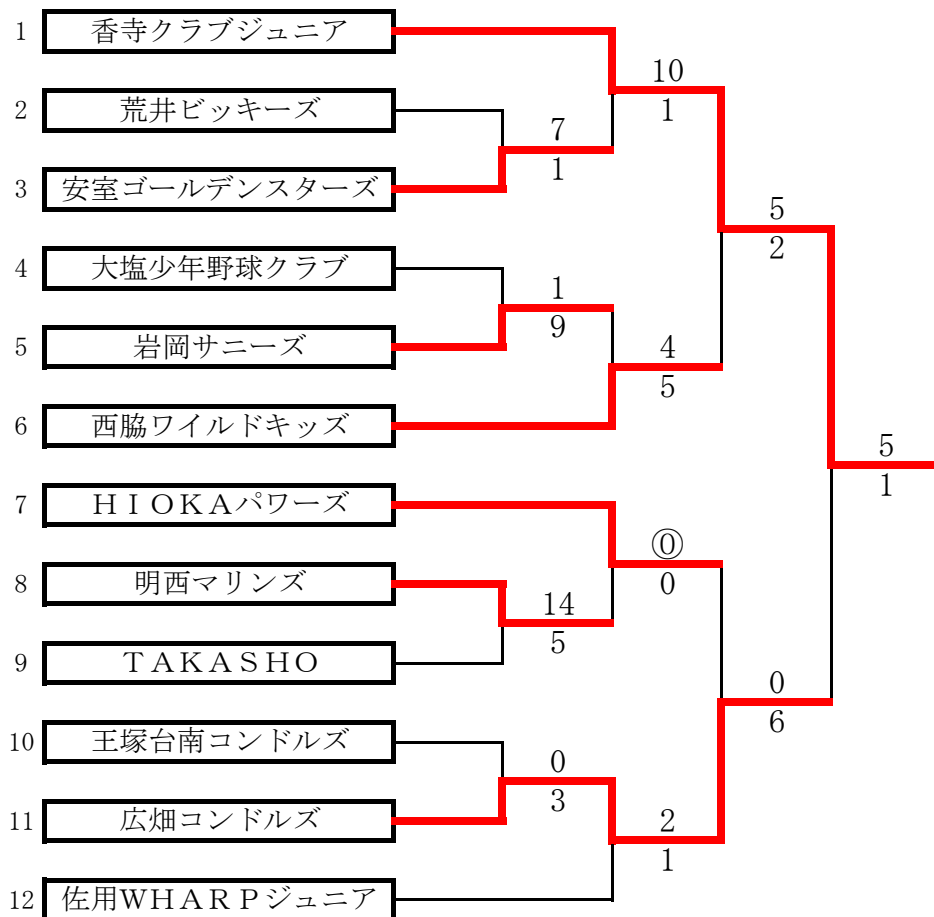 1 香寺クラブジュニア
10
1
2 荒井ビッキーズ
7
1
3 安室ゴールデンスターズ
5
2
4 大塩少年野球クラブ
1
9
5 岩岡サニーズ
4
5
6 西脇ワイルドキッズ
5
1
7 ＨＩＯＫＡパワーズ
⓪
0
8 明西マリンズ
14
5
9 ＴＡＫＡＳＨＯ
0
6
10 王塚台南コンドルズ
0
3
11 広畑コンドルズ
2
1
12 佐用WHＡＲＰジュニア